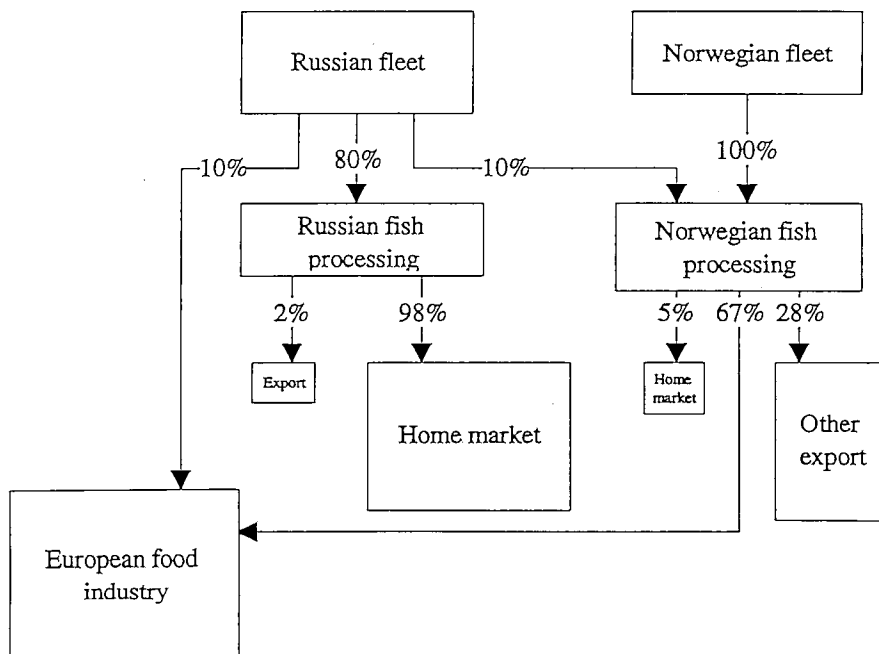 Russian fleet
Norwegian fleet
10%
80%
10%
100%
Russian fish
processing
Norwegian fish
processing
2%
98%
5%
67%
28%
Export
Home market
Home
market
Other
export
European food
industry